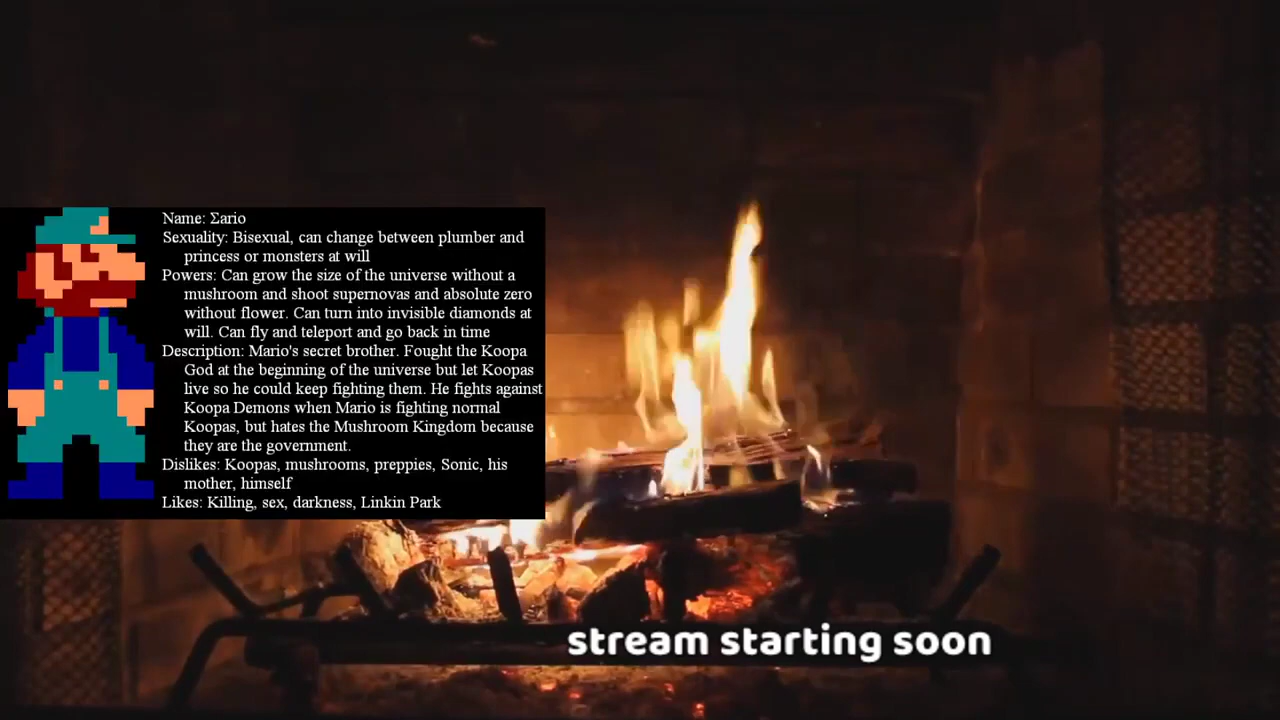 Name: Σario
Sexuality: Bisexual, can change between plumber and
princess or monsters at will
Powers: Can grow the size of the universe without a
mushroom and shoot supernovas and absolute zero
without flower. Can turn into invisible diamonds at
will. Can fly and teleport and go back in time
Description: Mario's secret brother. Fought the Koopa
God at the beginning of the universe but let Koopas
live so he could keep fighting them. He fights against
Koopa Demons when Mario is fighting normal
Koopas, but hates the Mushroom Kingdom because
they are the government.
Dislikes: Koopas, mushrooms, preppies, Sonic, his
mother, himself
Likes: Killing, sex, darkness, Linkin Park
stream starting soon